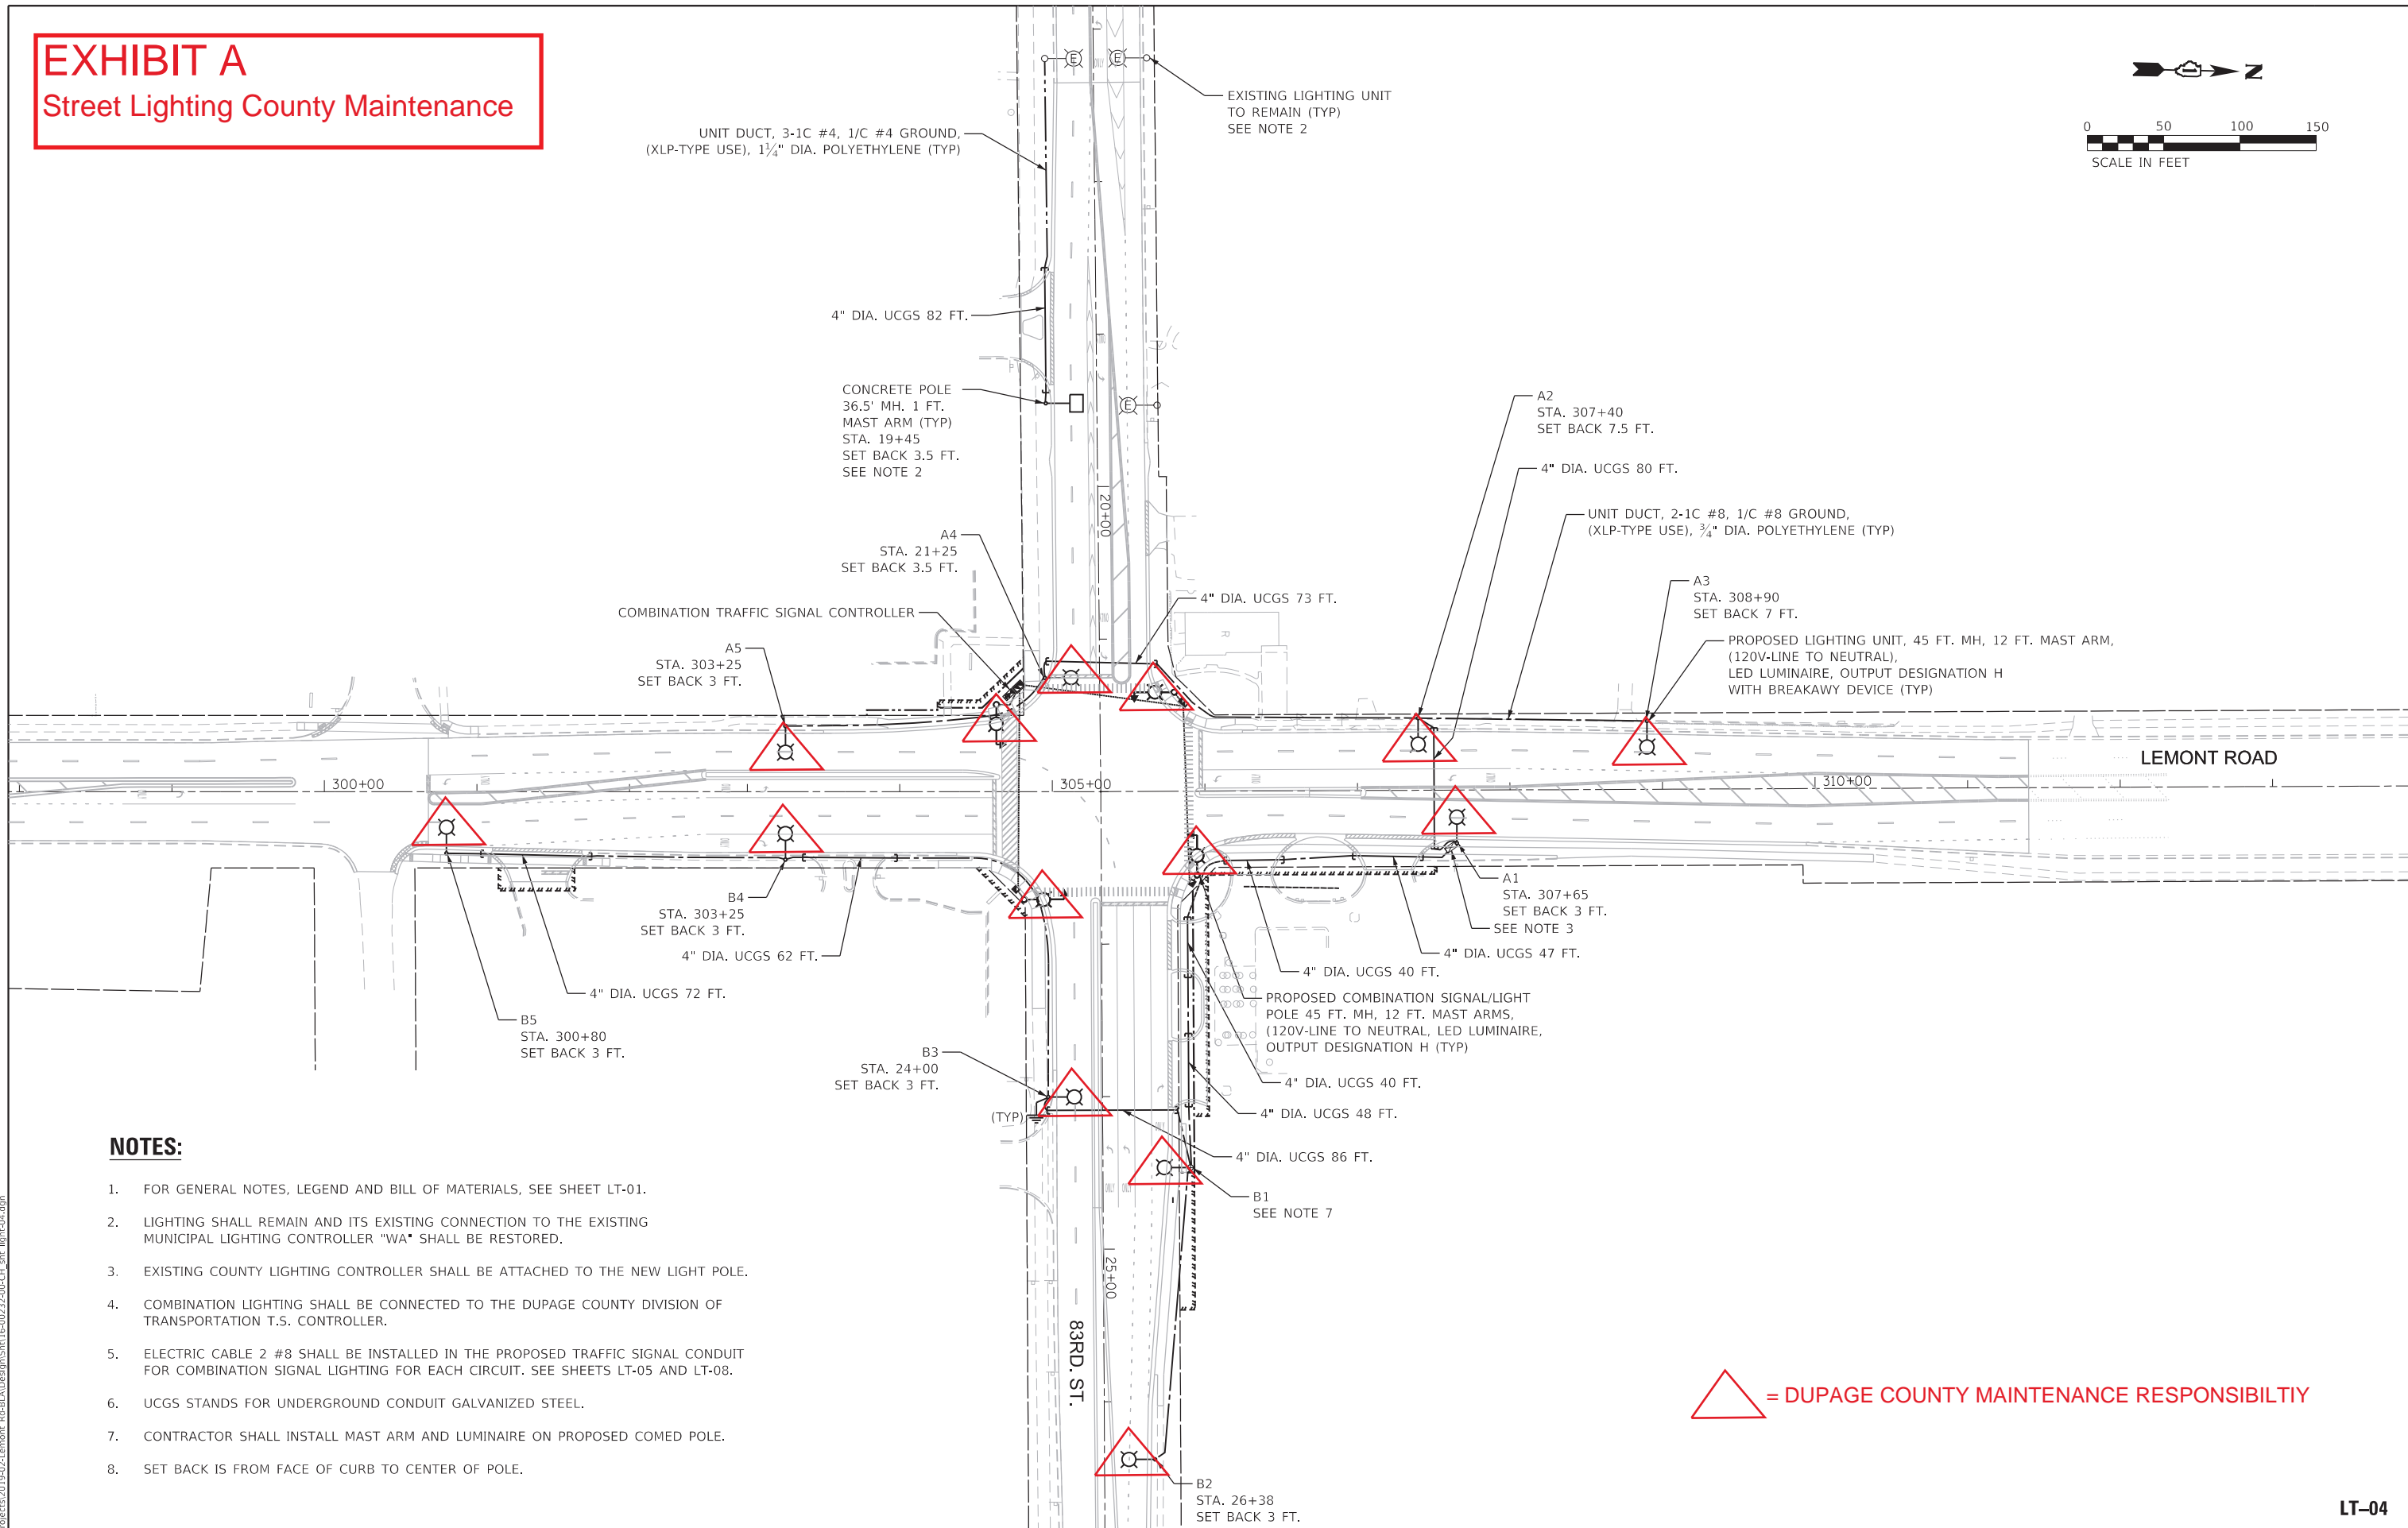 EXHIBIT A
Street Lighting County Maintenance
UNIT DUCT, 3-1C #4, 1/C #4 GROUND,
(XLP-TYPE USE), 1¼" DIA. POLYETHYLENE (TYP)
EXISTING LIGHTING UNIT
TO REMAIN (TYP)
SEE NOTE 2
E
E
N
0 50 100 150
SCALE IN FEET
4" DIA. UCGS 82 FT.
CONCRETE POLE
36.5' MH. 1 FT.
MAST ARM (TYP)
STA. 19+45
SET BACK 3.5 FT.
SEE NOTE 2
E
20+00
A2
STA. 307+40
SET BACK 7.5 FT.
4" DIA. UCGS 80 FT.
UNIT DUCT, 2-1C #8, 1/C #8 GROUND,
(XLP-TYPE USE), ¾" DIA. POLYETHYLENE (TYP)
A4
STA. 21+25
SET BACK 3.5 FT.
COMBINATION TRAFFIC SIGNAL CONTROLLER
4" DIA. UCGS 73 FT.
A5
STA. 303+25
SET BACK 3 FT.
A3
STA. 308+90
SET BACK 7 FT.
PROPOSED LIGHTING UNIT, 45 FT. MH, 12 FT. MAST ARM,
(120V-LINE TO NEUTRAL),
LED LUMINAIRE, OUTPUT DESIGNATION H
WITH BREAKAWY DEVICE (TYP)
LEMONT ROAD
300+00
305+00
310+00
B4
STA. 303+25
SET BACK 3 FT.
4" DIA. UCGS 62 FT.
4" DIA. UCGS 72 FT.
B5
STA. 300+80
SET BACK 3 FT.
A1
STA. 307+65
SET BACK 3 FT.
SEE NOTE 3
4" DIA. UCGS 47 FT.
4" DIA. UCGS 40 FT.
PROPOSED COMBINATION SIGNAL/LIGHT
POLE 45 FT. MH, 12 FT. MAST ARMS,
(120V-LINE TO NEUTRAL, LED LUMINAIRE,
OUTPUT DESIGNATION H (TYP)
B3
STA. 24+00
SET BACK 3 FT.
(TYP)
4" DIA. UCGS 40 FT.
4" DIA. UCGS 48 FT.
4" DIA. UCGS 86 FT.
B1
SEE NOTE 7
25+00
83RD. ST.
B2
STA. 26+38
SET BACK 3 FT.
NOTES:
1. FOR GENERAL NOTES, LEGEND AND BILL OF MATERIALS, SEE SHEET LT-01.
2. LIGHTING SHALL REMAIN AND ITS EXISTING CONNECTION TO THE EXISTING
MUNICIPAL LIGHTING CONTROLLER "WA" SHALL BE RESTORED.
3. EXISTING COUNTY LIGHTING CONTROLLER SHALL BE ATTACHED TO THE NEW LIGHT POLE.
4. COMBINATION LIGHTING SHALL BE CONNECTED TO THE DUPAGE COUNTY DIVISION OF
TRANSPORTATION T.S. CONTROLLER.
5. ELECTRIC CABLE 2 #8 SHALL BE INSTALLED IN THE PROPOSED TRAFFIC SIGNAL CONDUIT
FOR COMBINATION SIGNAL LIGHTING FOR EACH CIRCUIT. SEE SHEETS LT-05 AND LT-08.
6. UCGS STANDS FOR UNDERGROUND CONDUIT GALVANIZED STEEL.
7. CONTRACTOR SHALL INSTALL MAST ARM AND LUMINAIRE ON PROPOSED COMED POLE.
8. SET BACK IS FROM FACE OF CURB TO CENTER OF POLE.
= DUPAGE COUNTY MAINTENANCE RESPONSIBILTIY
LT-04